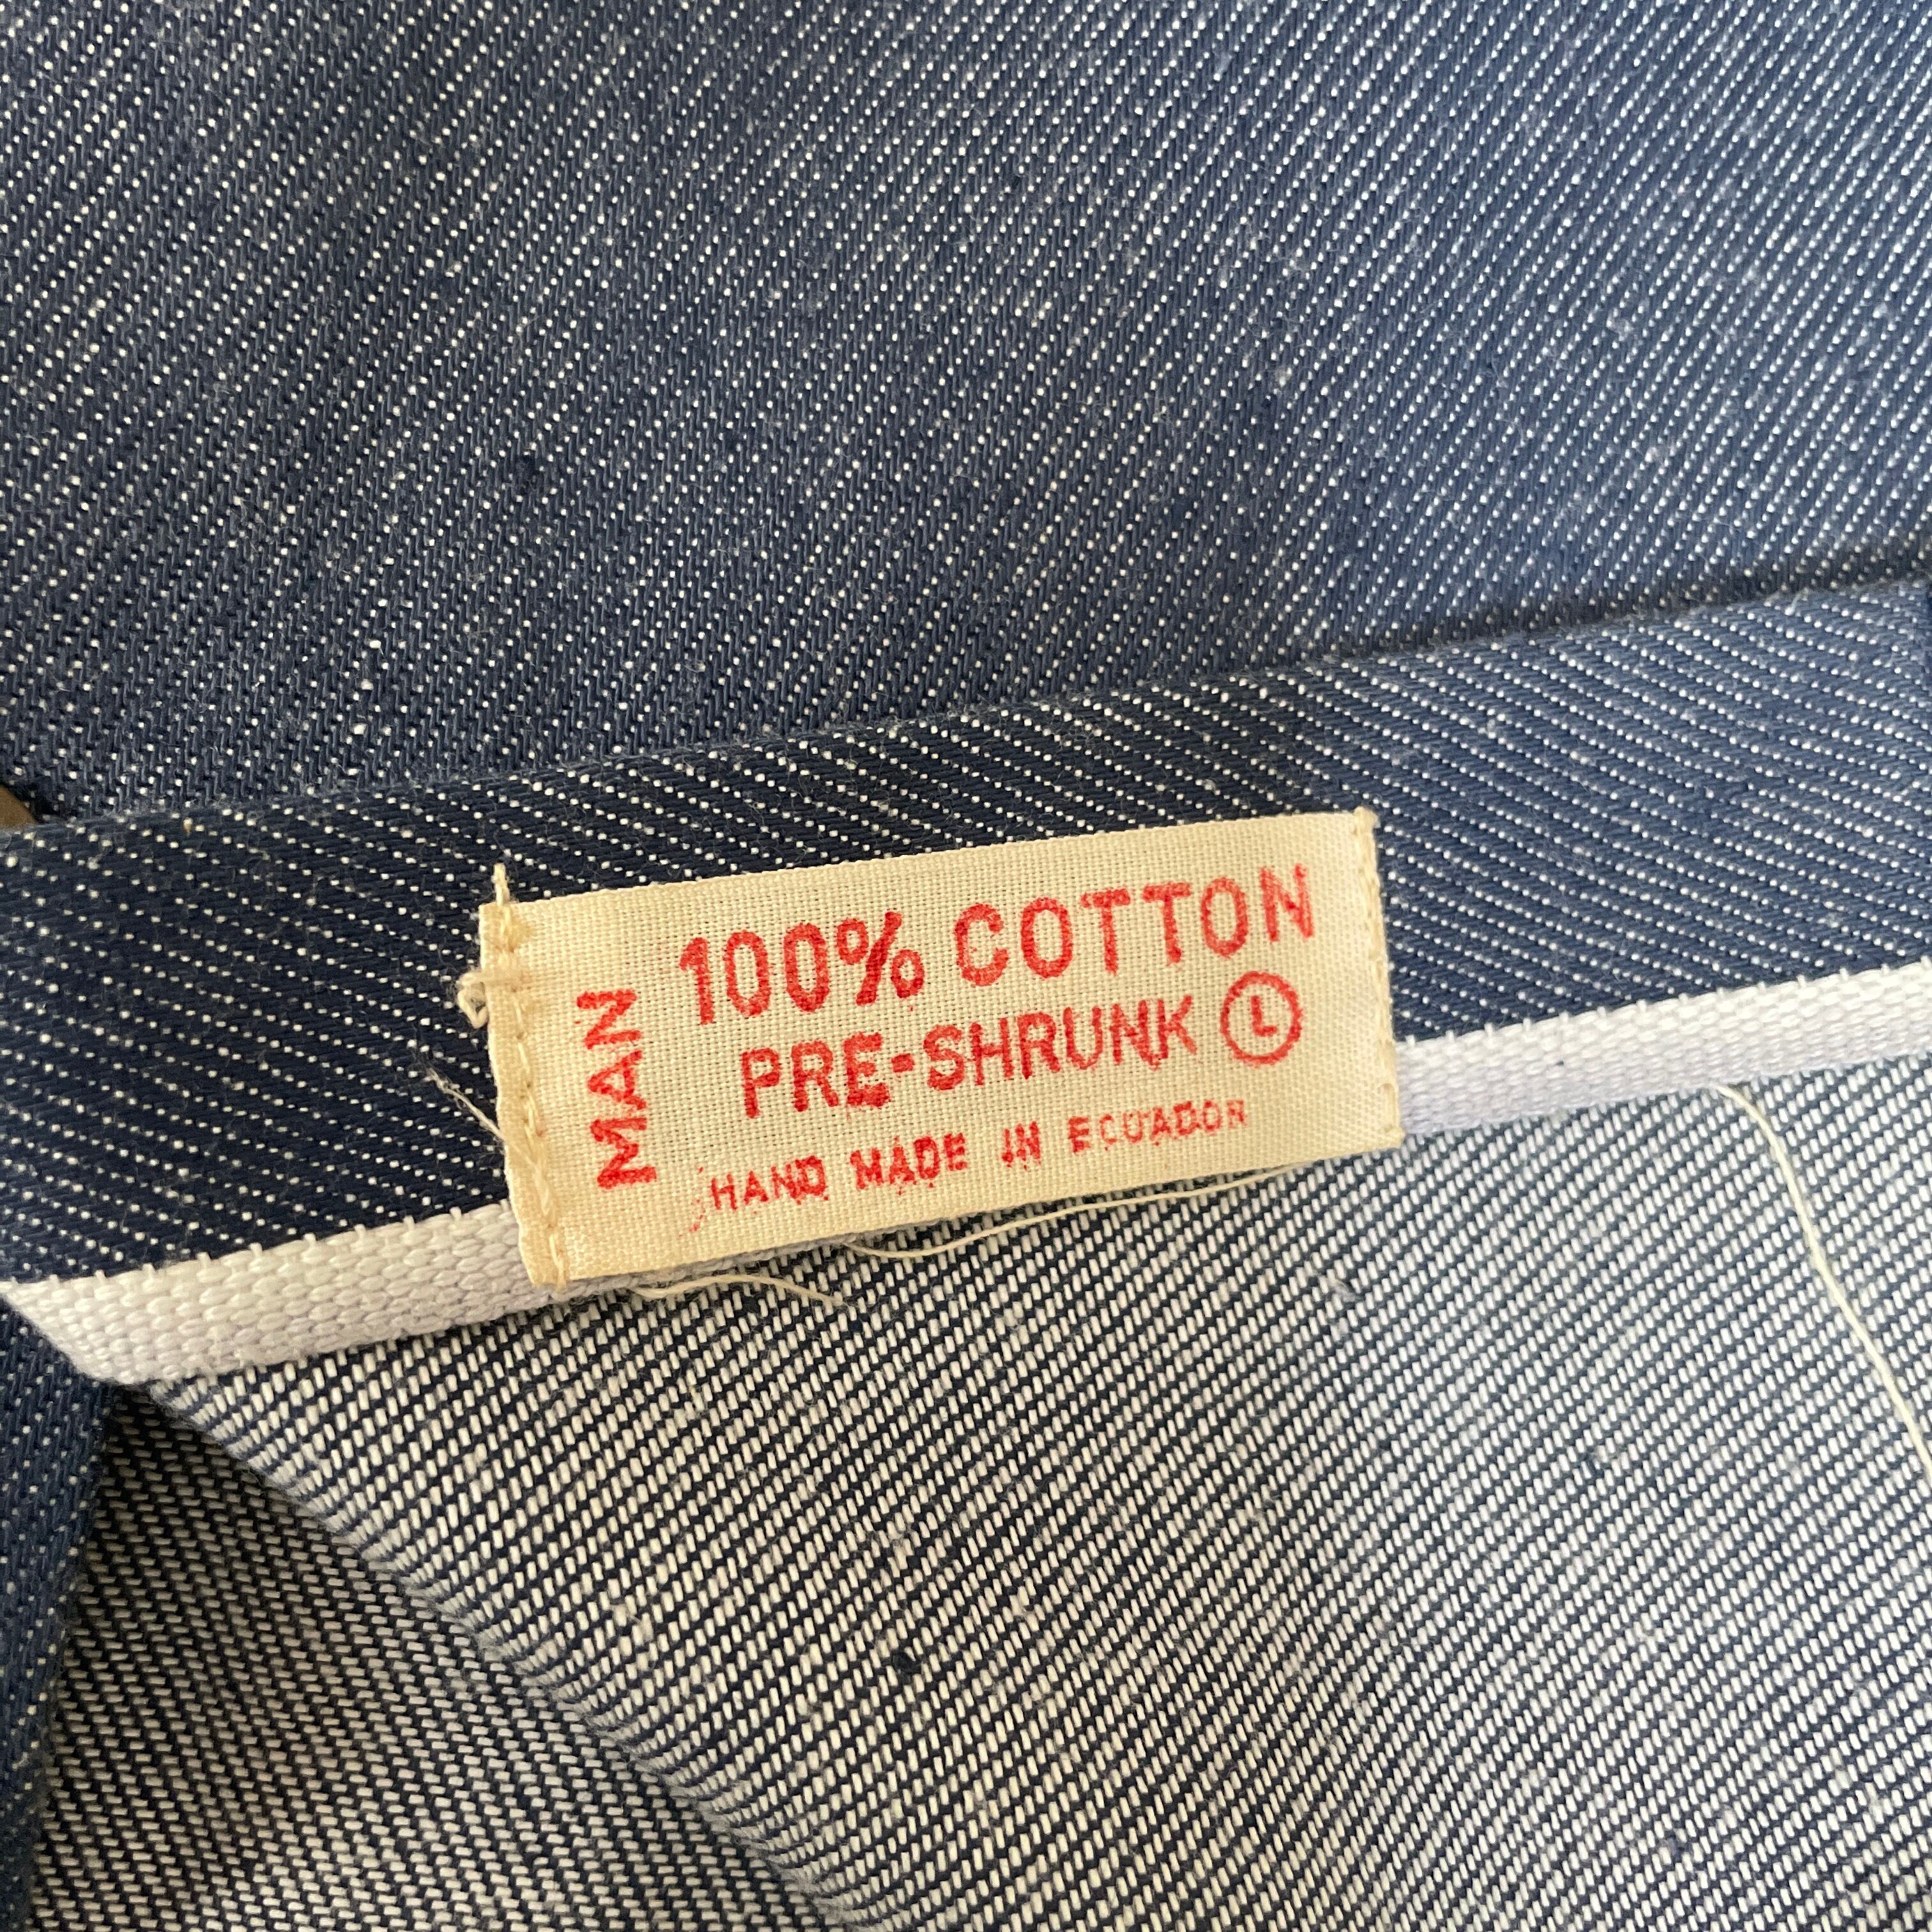 MAN
100% COTTON
PRE-SHRUNK L
HAND MADE IN ECUADOR